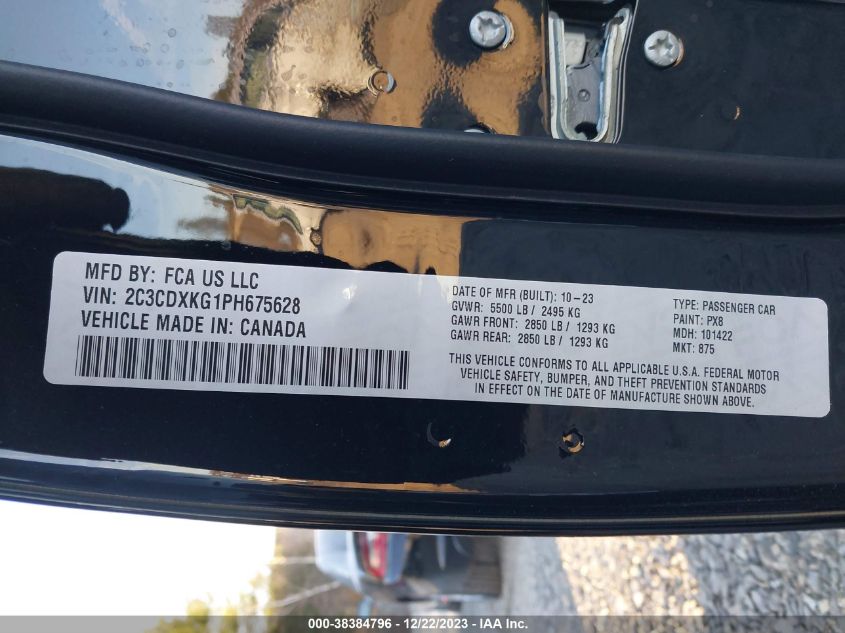 MFD BY: FCA US LLC
VIN: 2C3CDXKG1PH675628
VEHICLE MADE IN: CANADA
DATE OF MFR (BUILT): 10-23
GVWR: 5500 LB / 2495 KG
GAWR FRONT: 2850 LB / 1293 KG
GAWR REAR: 2850 LB / 1293 KG
TYPE: PASSENGER CAR
PAINT: PX8
MDH: 101422
MKT: 875
THIS VEHICLE CONFORMS TO ALL APPLICABLE U.S.A. FEDERAL MOTOR
VEHICLE SAFETY, BUMPER, AND THEFT PREVENTION STANDARDS
IN EFFECT ON THE DATE OF MANUFACTURE SHOWN ABOVE.
000-38384796 - 12/22/2023 - IAAI.com